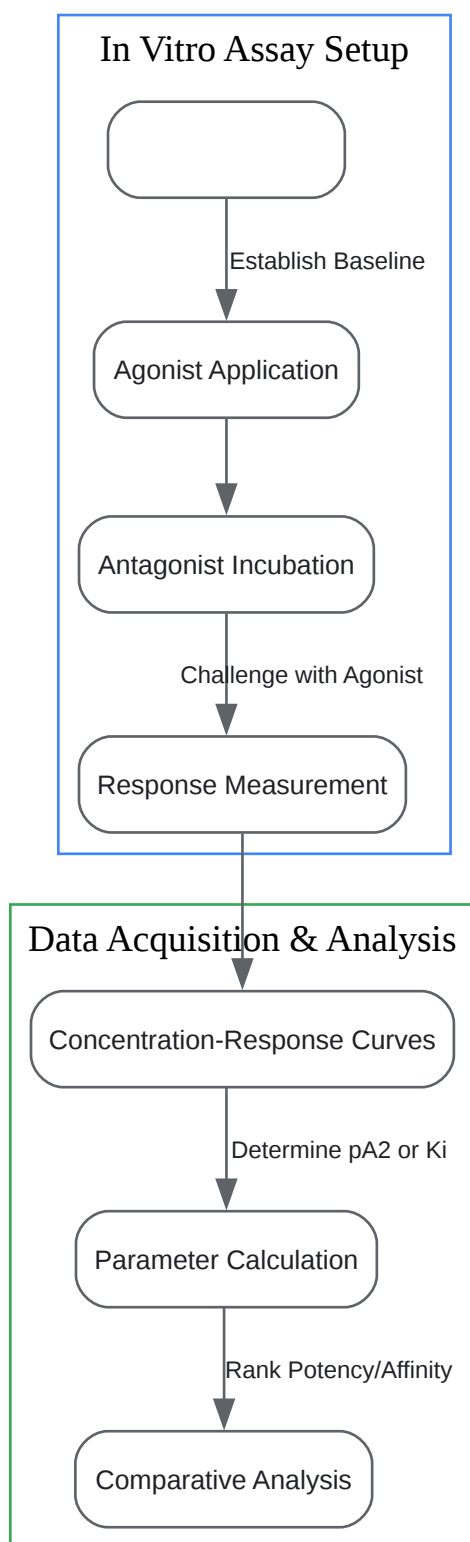 In Vitro Assay Setup
Establish Baseline
Agonist Application
Antagonist Incubation
Challenge with Agonist
Response Measurement
Data Acquisition & Analysis
Concentration-Response Curves
Determine pA2 or Ki
Parameter Calculation
Rank Potency/Affinity
Comparative Analysis